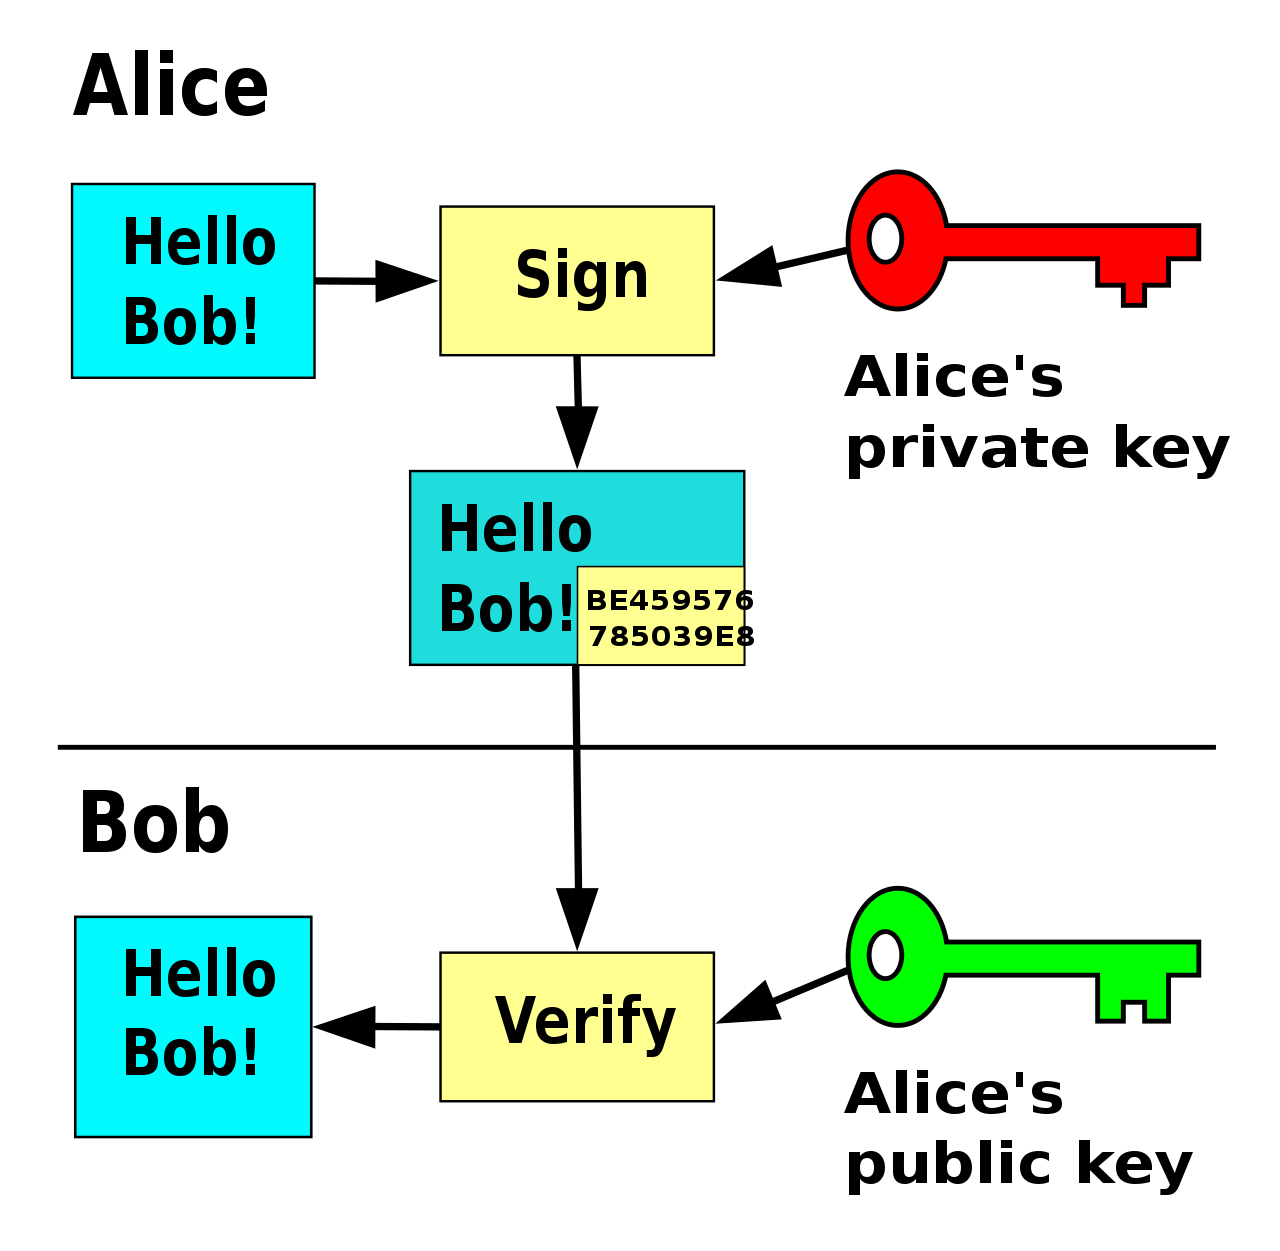 Alice
Hello
Bob!
Sign
Alice's
private key
Hello
Bob!
BE459576
785039E8
Bob
Hello
Bob!
Verify
Alice's
public key